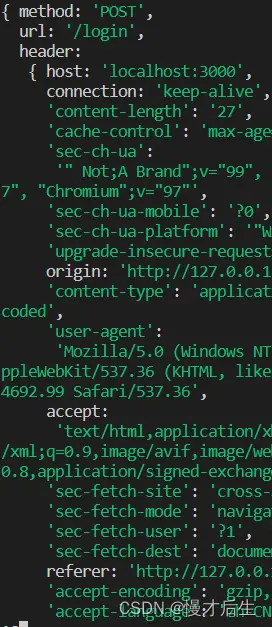 { method: 'POST',
url: '/login',
header:
{ host: 'localhost:3000',
connection: 'keep-alive',
'content-length': '27',
'cache-control': 'max-age
'sec-ch-ua':
'" Not;A Brand";v="99",
7", "Chromium";v="97"',
'sec-ch-ua-mobile': '?0',
'sec-ch-ua-platform': '"W
'upgrade-insecure-request
origin: 'http://127.0.0.1
'content-type': 'applicat
coded',
'user-agent':
'Mozilla/5.0 (Windows NT
ppleWebKit/537.36 (KHTML, like
4692.99 Safari/537.36',
accept:
'text/html,application/xh
/xml;q=0.9,image/avif,image/we
0.8,application/signed-exchang
'sec-fetch-site': 'cross-
'sec-fetch-mode': 'naviga
'sec-fetch-user': '?1',
'sec-fetch-dest': 'docume
referer: 'http://127.0.0.
'accept-encoding': 'gzip,
'accept-language':
CSDN @漫才后生